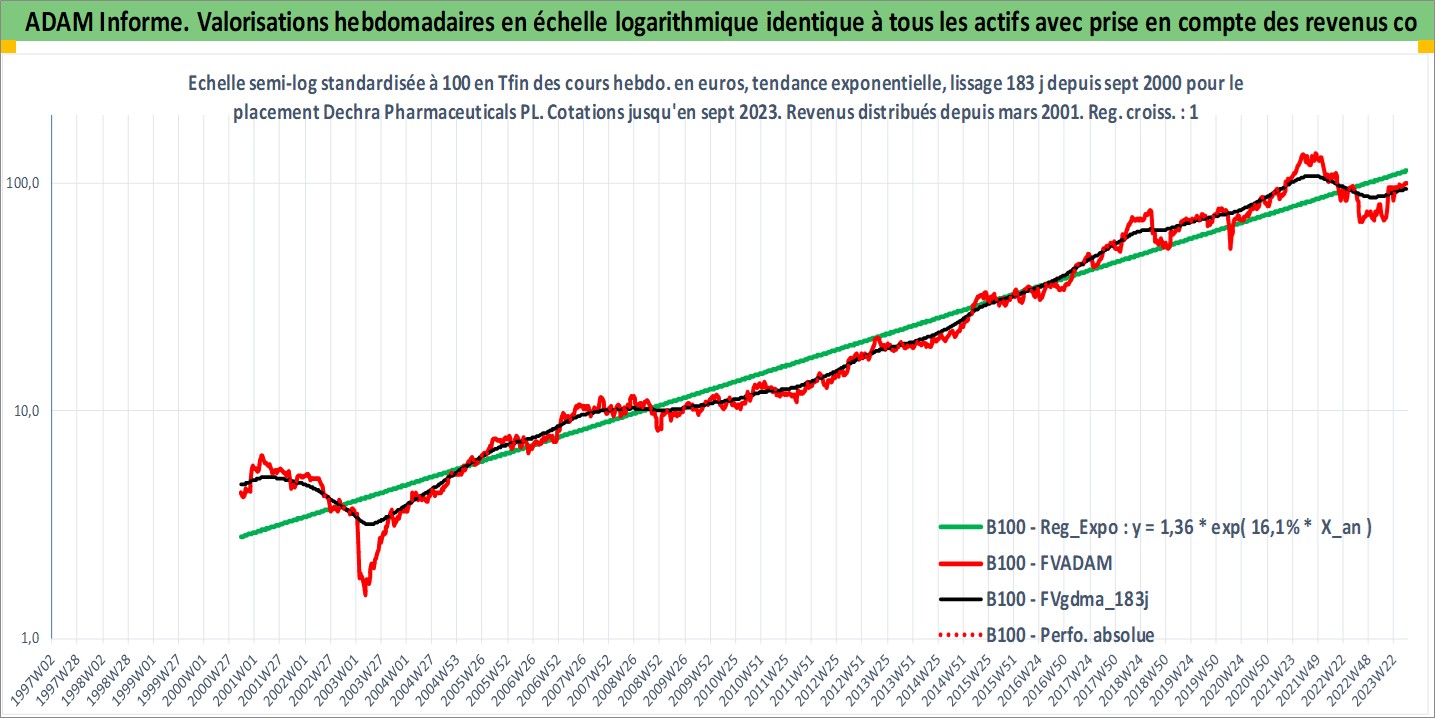 ADAM Informe. Valorisations hebdomadaires en échelle logarithmique identique à tous les actifs avec prise en compte des revenus co
Echelle semi-log standardisée à 100 en Tfin des cours hebdo. en euros, tendance exponentielle, lissage 183 j depuis sept 2000 pour le
placement Dechra Pharmaceuticals PL. Cotations jusqu'en sept 2023. Revenus distribués depuis mars 2001. Reg. croiss. : 1
100,0
10,0
1,0
B100 - Reg_Expo : y = 1,36 * exp( 16,1% * X_an )
B100 - FVADAM
B100 - FVgdma_183j
B100 - Perfo. absolue
1997W02
1997W28
1998W02
1998W28
1999W01
1999W27
2000W01
2000W27
2001W01
2001W27
2002W01
2002W27
2003W01
2003W27
2004W01
2004W27
2004W53
2005W26
2005W52
2006W26
2006W52
2007W26
2007W52
2008W26
2008W52
2009W26
2010W00
2010W25
2010W51
2011W25
2011W51
2012W25
2012W51
2013W25
2013W51
2014W25
2014W51
2015W25
2015W51
2016W24
2016W50
2017W24
2017W50
2018W24
2018W50
2019W24
2019W50
2020W24
2020W50
2021W23
2021W49
2022W22
2022W48
2023W22